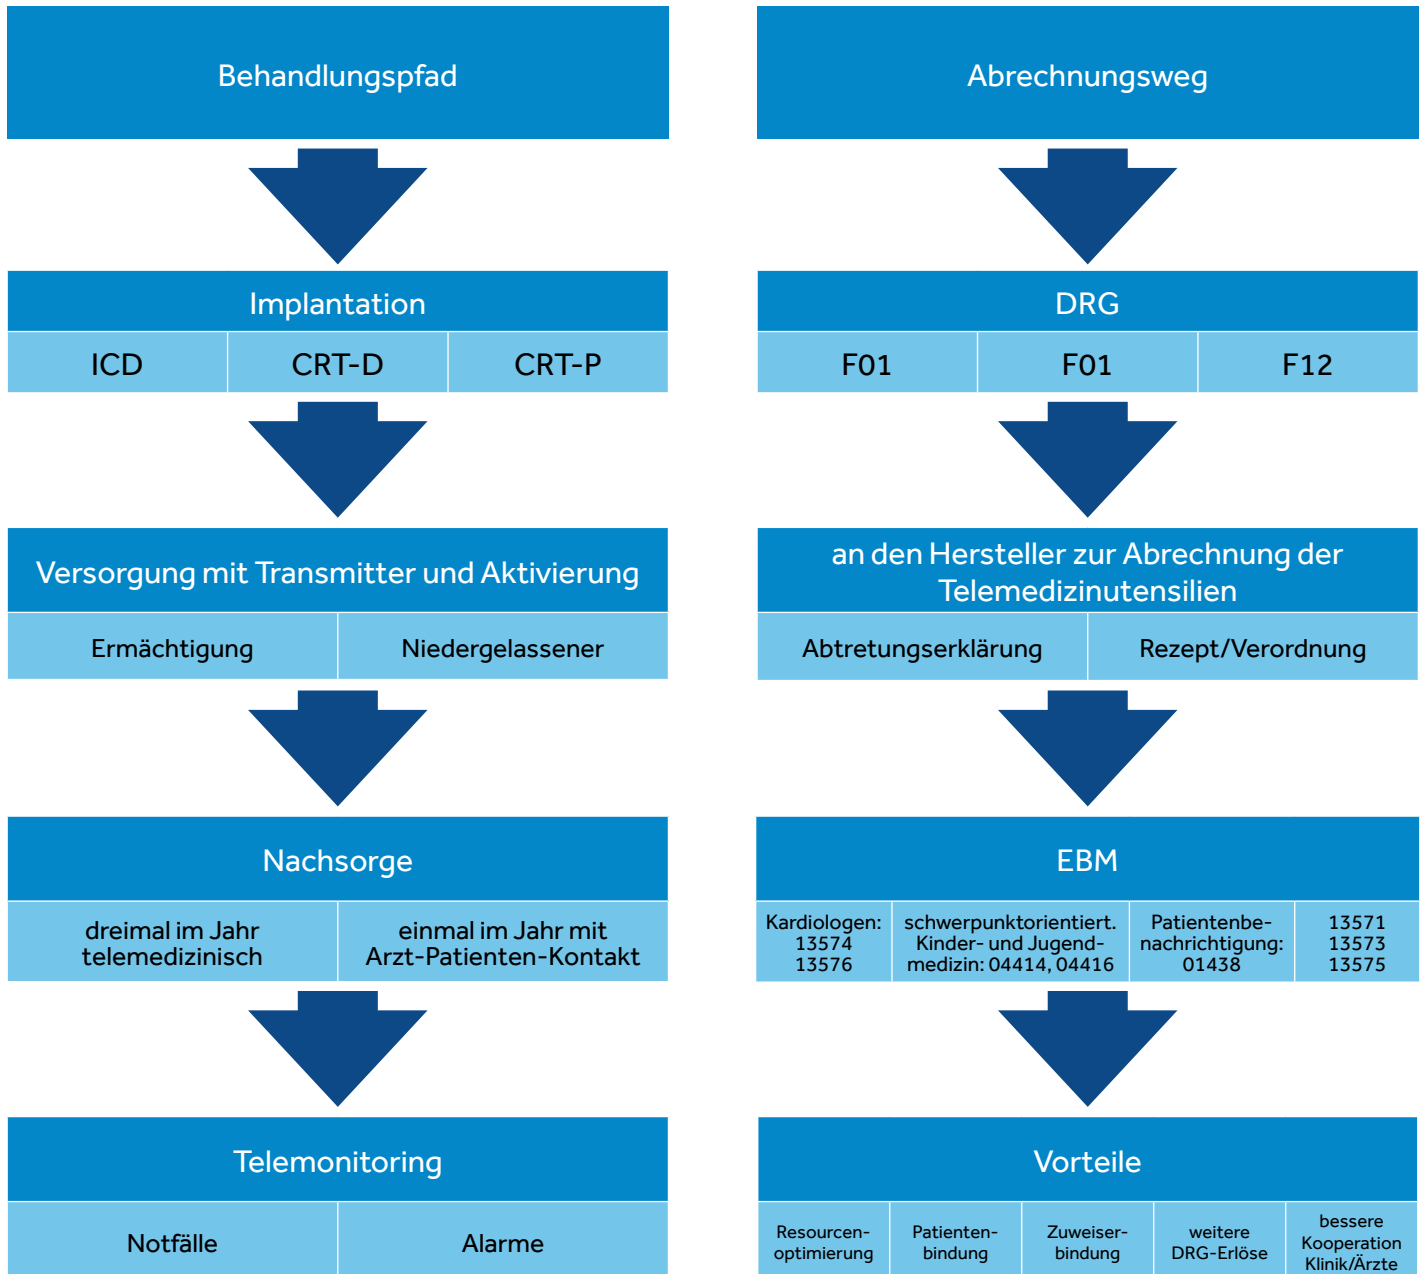 Behandlungspfad
Implantation
ICD
CRT-D
CRT-P
Versorgung mit Transmitter und Aktivierung
Ermächtigung
Niedergelassener
Nachsorge
dreimal im Jahr
telemedizinisch
einmal im Jahr mit
Arzt-Patienten-Kontakt
Telemonitoring
Notfälle
Alarme
Abrechnungsweg
DRG
F01
F01
F12
an den Hersteller zur Abrechnung der
Telemedizinutensilien
Abtretungserklärung
Rezept/Verordnung
EBM
Kardiologen:
13574
13576
schwerpunktorientiert.
Kinder- und Jugend-
medizin: 04414, 04416
Patientenbe-
nachrichtigung:
01438
13571
13573
13575
Vorteile
Resourcen-
optimierung
Patienten-
bindung
Zuweiser-
bindung
weitere
DRG-Erlöse
bessere
Kooperation
Klinik/Ärzte